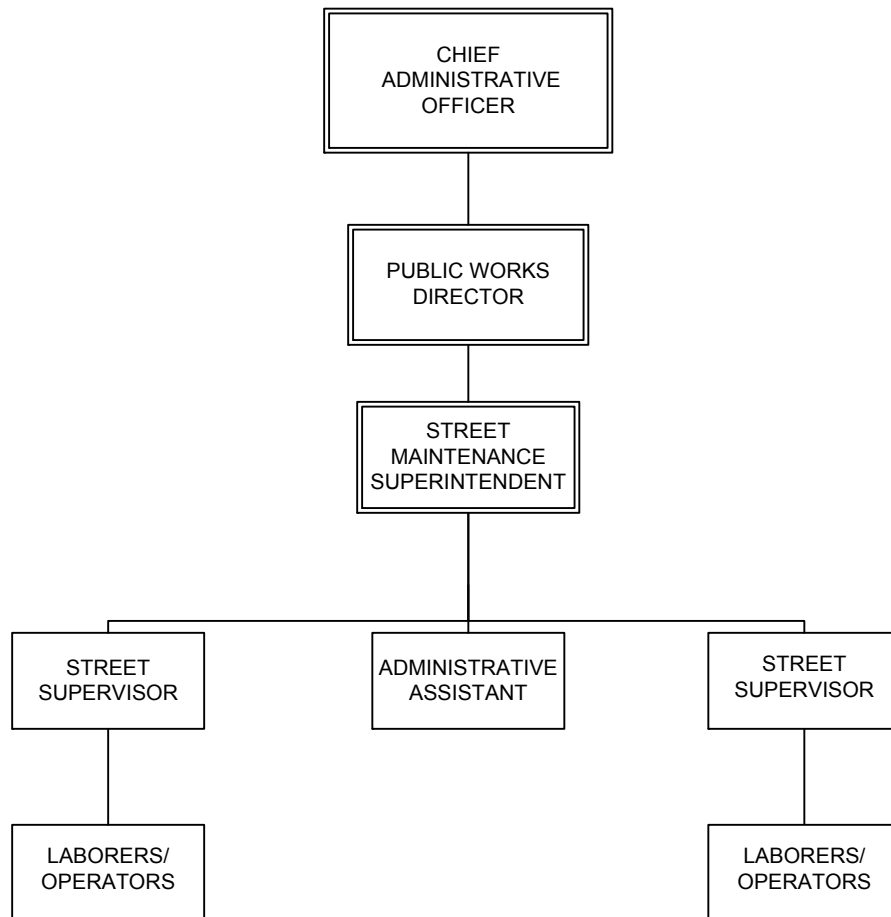 CHIEF
ADMINISTRATIVE
OFFICER
PUBLIC WORKS
DIRECTOR
STREET
MAINTENANCE
SUPERINTENDENT
STREET
SUPERVISOR
ADMINISTRATIVE
ASSISTANT
STREET
SUPERVISOR
LABORERS/
OPERATORS
LABORERS/
OPERATORS